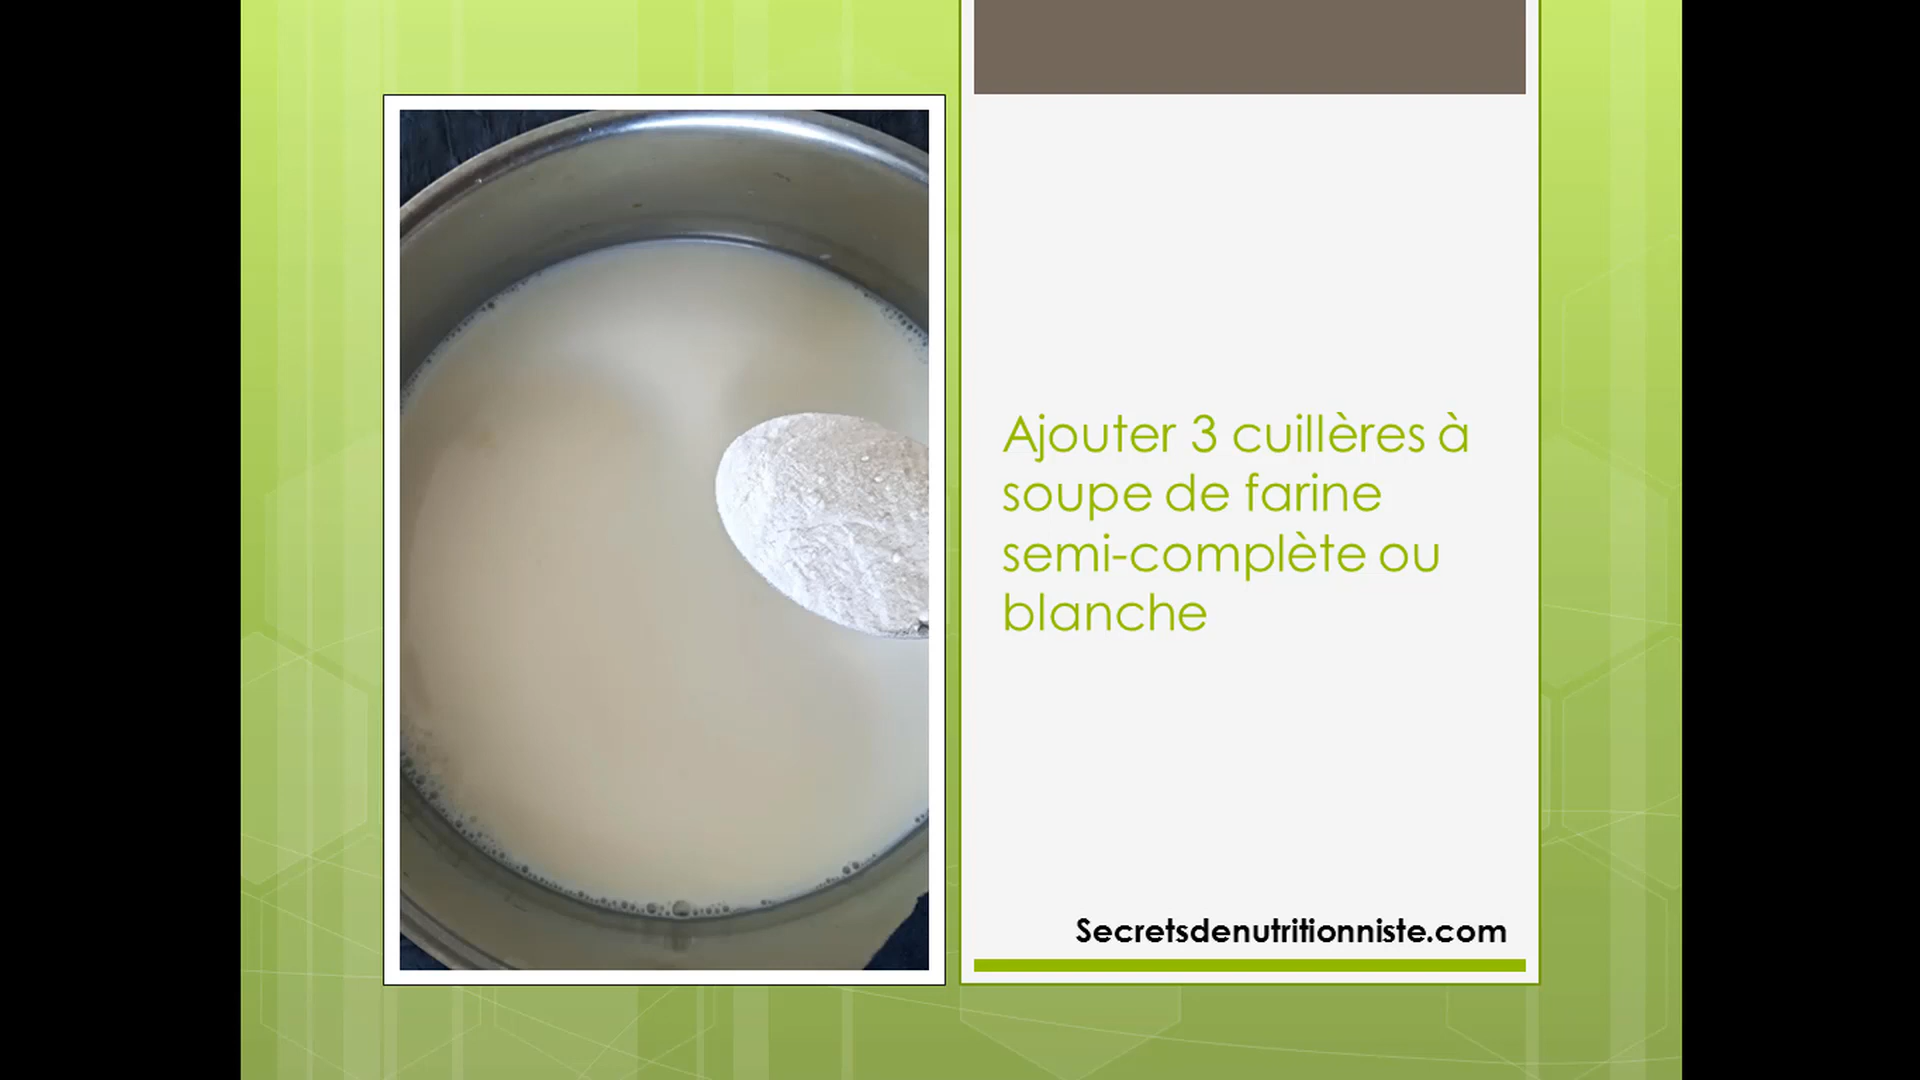 Ajouter 3 cuillères à
soupe de farine
semi-complète ou
blanche
Secretsdenutritionniste.com